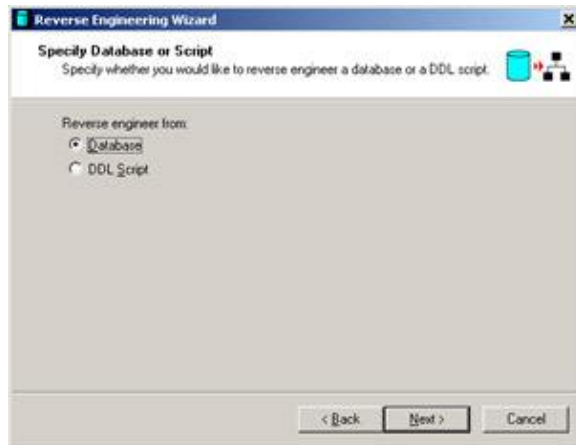 Reverse Engineering Wizard
Specify Database or Script
Specify whether you would like to reverse engineer a database or a DDL script.
Reverse engineer from:
Database
DDL Script
< Back Next > Cancel